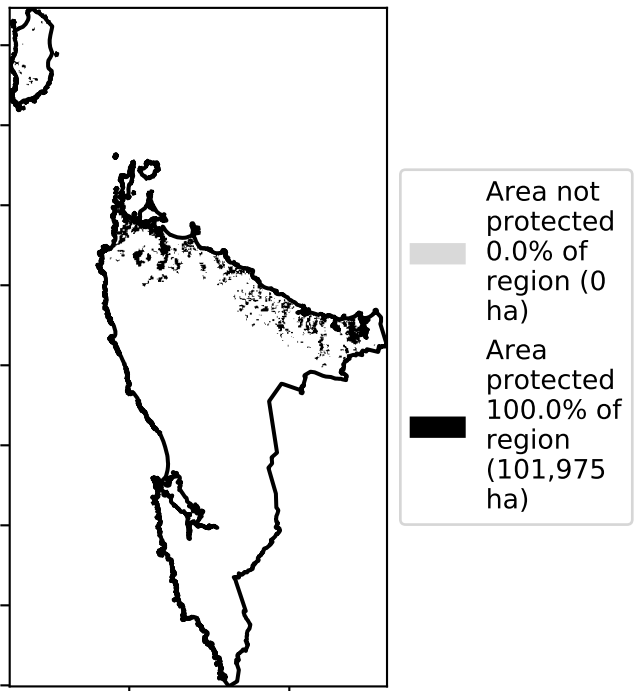 Area not
protected
0.0% of
region (0
ha)
Area
protected
100.0% of
region
(101,975
ha)